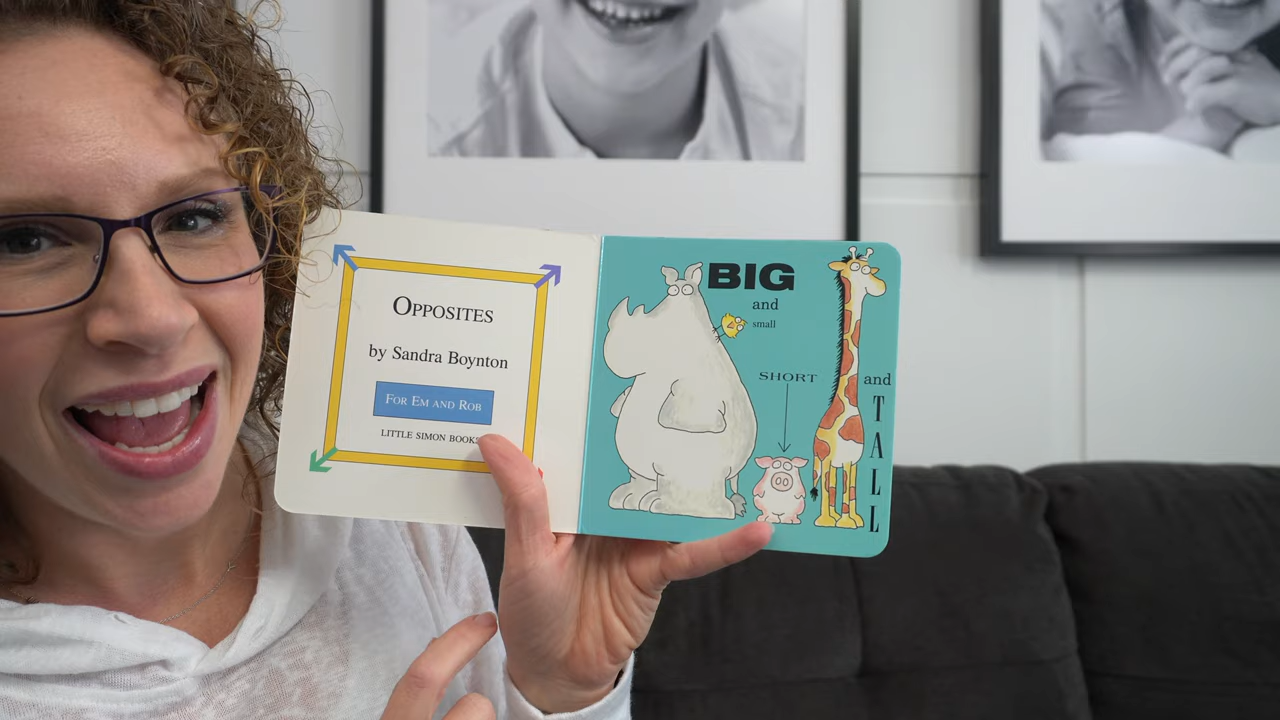 OPPOSITES
by Sandra Boynton
FOR EM AND ROB
LITTLE SIMON BOOKS
BIG
and
small
SHORT
and
TALL